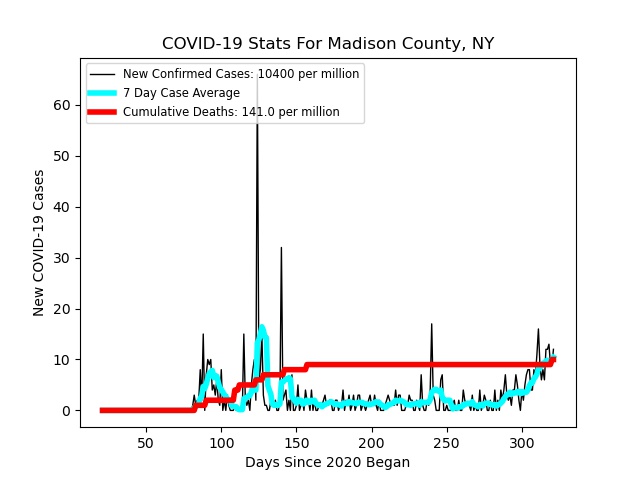 COVID-19 Stats For Madison County, NY
New Confirmed Cases: 10400 per million
7 Day Case Average
Cumulative Deaths: 141.0 per million
New COVID-19 Cases
60
50
40
30
20
10
0
50 100 150 200 250 300
Days Since 2020 Began